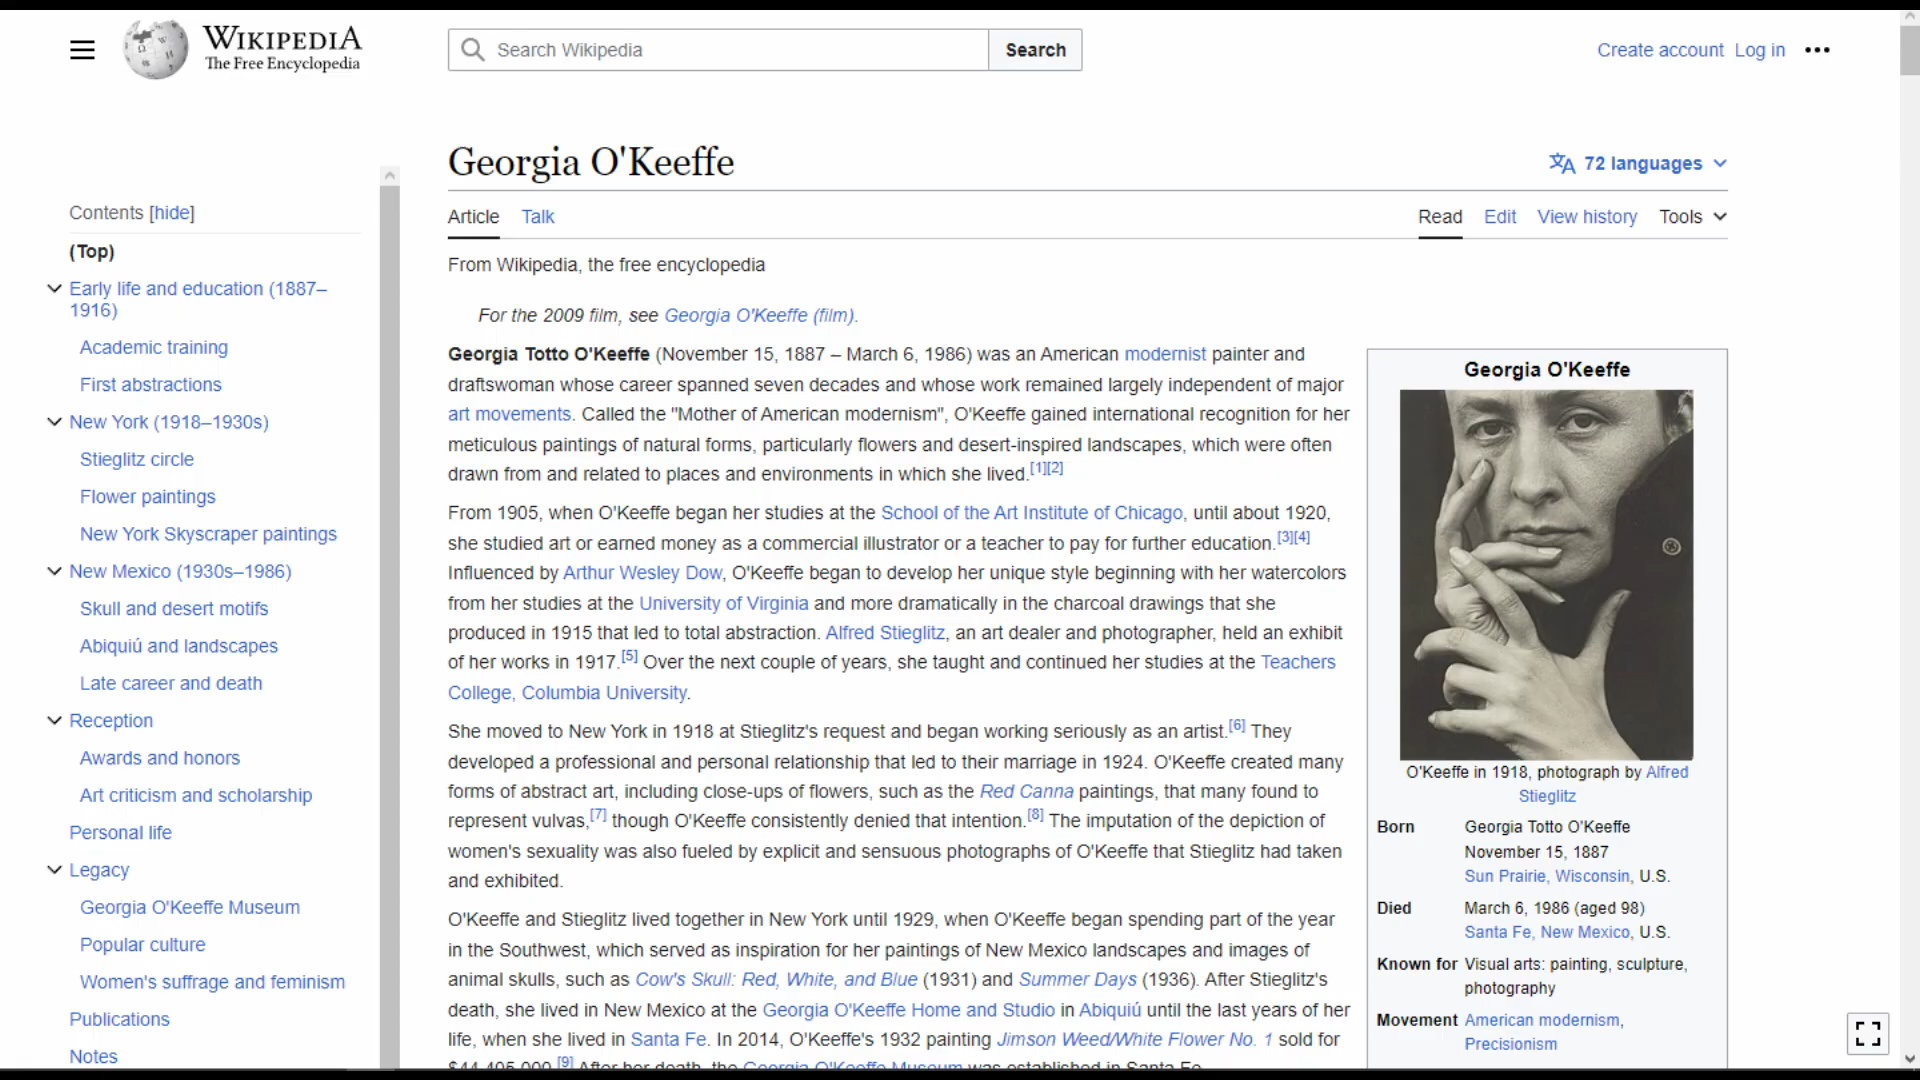 WIKIPEDIA
The Free Encyclopedia
Search Wikipedia
Search
Create account Log in
Contents [hide]
(Top)
Early life and education (1887–
1916)
Academic training
First abstractions
New York (1918–1930s)
Stieglitz circle
Flower paintings
New York Skyscraper paintings
New Mexico (1930s–1986)
Skull and desert motifs
Abiquiú and landscapes
Late career and death
Reception
Awards and honors
Art criticism and scholarship
Personal life
Legacy
Georgia O'Keeffe Museum
Popular culture
Women's suffrage and feminism
Publications
Notes
Georgia O'Keeffe
72 languages
Article Talk
Read Edit View history Tools
From Wikipedia, the free encyclopedia
For the 2009 film, see Georgia O'Keeffe (film).
Georgia Totto O'Keeffe (November 15, 1887 – March 6, 1986) was an American modernist painter and
draftswoman whose career spanned seven decades and whose work remained largely independent of major
art movements. Called the "Mother of American modernism", O'Keeffe gained international recognition for her
meticulous paintings of natural forms, particularly flowers and desert-inspired landscapes, which were often
drawn from and related to places and environments in which she lived.[1][2]
From 1905, when O'Keeffe began her studies at the School of the Art Institute of Chicago, until about 1920,
she studied art or earned money as a commercial illustrator or a teacher to pay for further education.[3][4]
Influenced by Arthur Wesley Dow, O'Keeffe began to develop her unique style beginning with her watercolors
from her studies at the University of Virginia and more dramatically in the charcoal drawings that she
produced in 1915 that led to total abstraction. Alfred Stieglitz, an art dealer and photographer, held an exhibit
of her works in 1917.[5] Over the next couple of years, she taught and continued her studies at the Teachers
College, Columbia University.
She moved to New York in 1918 at Stieglitz's request and began working seriously as an artist.[6] They
developed a professional and personal relationship that led to their marriage in 1924. O'Keeffe created many
forms of abstract art, including close-ups of flowers, such as the Red Canna paintings, that many found to
represent vulvas,[7] though O'Keeffe consistently denied that intention.[8] The imputation of the depiction of
women's sexuality was also fueled by explicit and sensuous photographs of O'Keeffe that Stieglitz had taken
and exhibited.
O'Keeffe and Stieglitz lived together in New York until 1929, when O'Keeffe began spending part of the year
in the Southwest, which served as inspiration for her paintings of New Mexico landscapes and images of
animal skulls, such as Cow's Skull: Red, White, and Blue (1931) and Summer Days (1936). After Stieglitz's
death, she lived in New Mexico at the Georgia O'Keeffe Home and Studio in Abiquiú until the last years of her
life, when she lived in Santa Fe. In 2014, O'Keeffe's 1932 painting Jimson Weed/White Flower No. 1 sold for
$44,405,000.[9] After her death, the Georgia O'Keeffe Museum was established in Santa Fe.
Georgia O'Keeffe
O'Keeffe in 1918, photograph by Alfred
Stieglitz
Born Georgia Totto O'Keeffe
November 15, 1887
Sun Prairie, Wisconsin, U.S.
Died March 6, 1986 (aged 98)
Santa Fe, New Mexico, U.S.
Known for Visual arts: painting, sculpture,
photography
Movement American modernism,
Precisionism